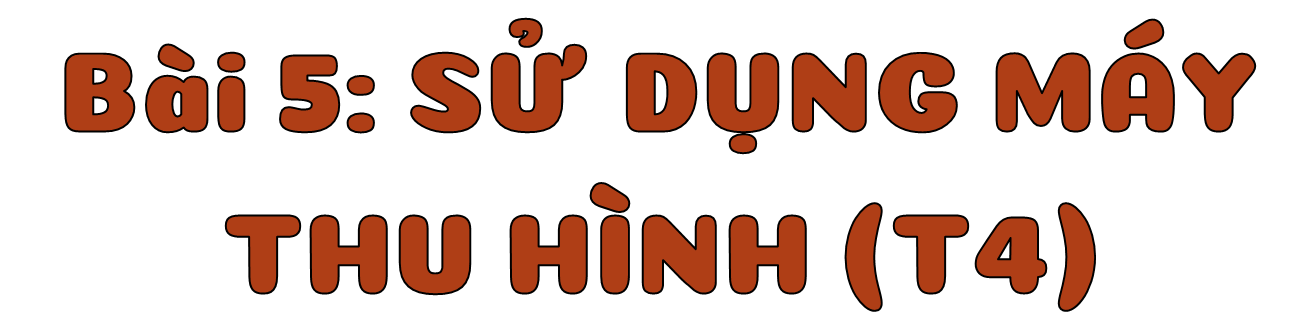 Bài 5: SỬ DỤNG MÁY
THU HÌNH (T4)